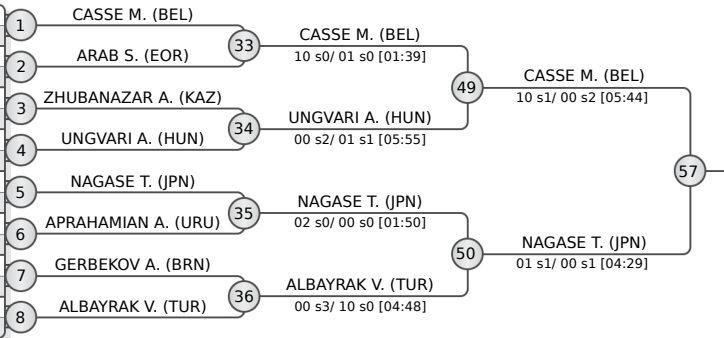 1
CASSE M. (BEL)
2
ARAB S. (EOR)
33
CASSE M. (BEL)
10 s0/ 01 s0 [01:39]
3
ZHUBANAZAR A. (KAZ)
4
UNGVARI A. (HUN)
34
UNGVARI A. (HUN)
00 s2/ 01 s1 [05:55]
49
CASSE M. (BEL)
10 s1/ 00 s2 [05:44]
5
NAGASE T. (JPN)
6
APRAHAMIAN A. (URU)
35
NAGASE T. (JPN)
02 s0/ 00 s0 [01:50]
7
GERBEKOV A. (BRN)
8
ALBAYRAK V. (TUR)
36
ALBAYRAK V. (TUR)
00 s3/ 10 s0 [04:48]
50
NAGASE T. (JPN)
01 s1/ 00 s1 [04:29]
57